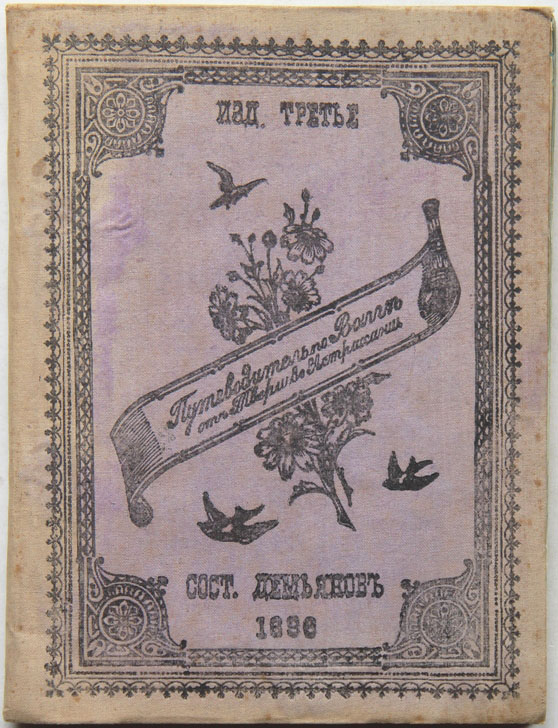 ИЗД. ТРЕТЬЕ
Путеводитель по Волгѣ
отъ Твери до Астрахани
СОСТ. ДЕМЬЯНОВЪ
1886